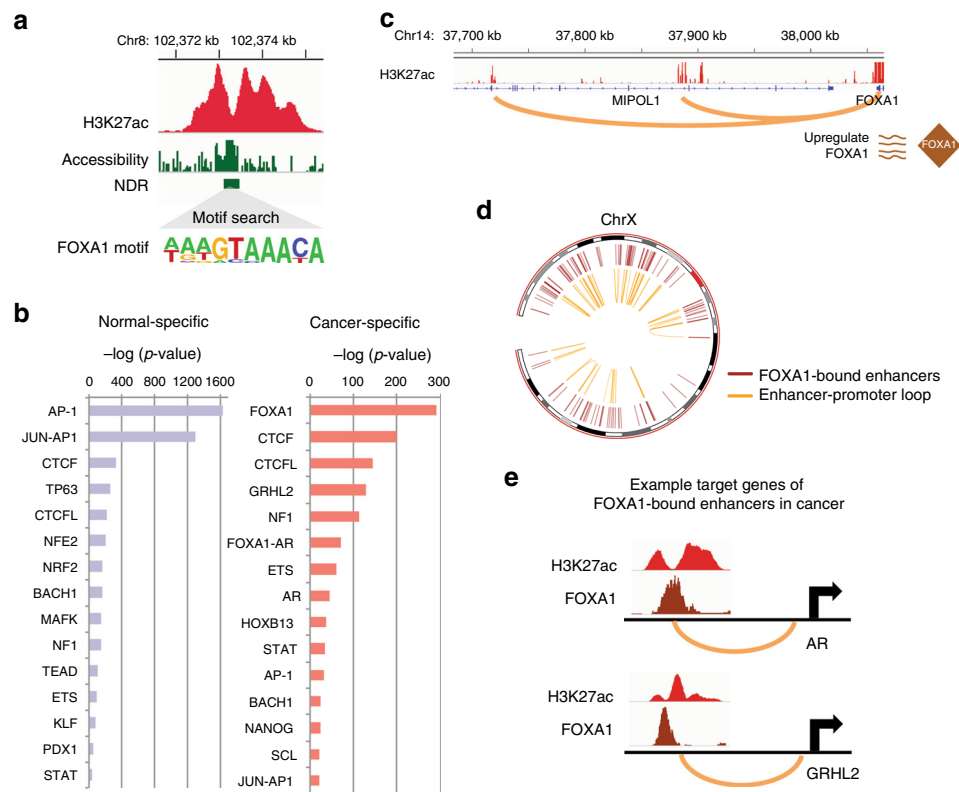 a
Chr8: 102,372 kb 102,374 kb
H3K27ac
Accessibility
NDR
Motif search
FOXA1 motif
b
Normal-specific
–log (p-value)
0 400 800 1200 1600
AP-1
JUN-AP1
CTCF
TP63
CTCFL
NFE2
NRF2
BACH1
MAFK
NF1
TEAD
ETS
KLF
PDX1
STAT
Cancer-specific
–log (p-value)
0 100 200 300
FOXA1
CTCF
CTCFL
GRHL2
NF1
FOXA1-AR
ETS
AR
HOXB13
STAT
AP-1
BACH1
NANOG
SCL
JUN-AP1
c
Chr14: 37,700 kb 37,800 kb 37,900 kb 38,000 kb
H3K27ac
MIPOL1 FOXA1
Upregulate
FOXA1
FOXA1
d
ChrX
FOXA1-bound enhancers
Enhancer-promoter loop
e
Example target genes of
FOXA1-bound enhancers in cancer
H3K27ac
FOXA1
AR
H3K27ac
FOXA1
GRHL2